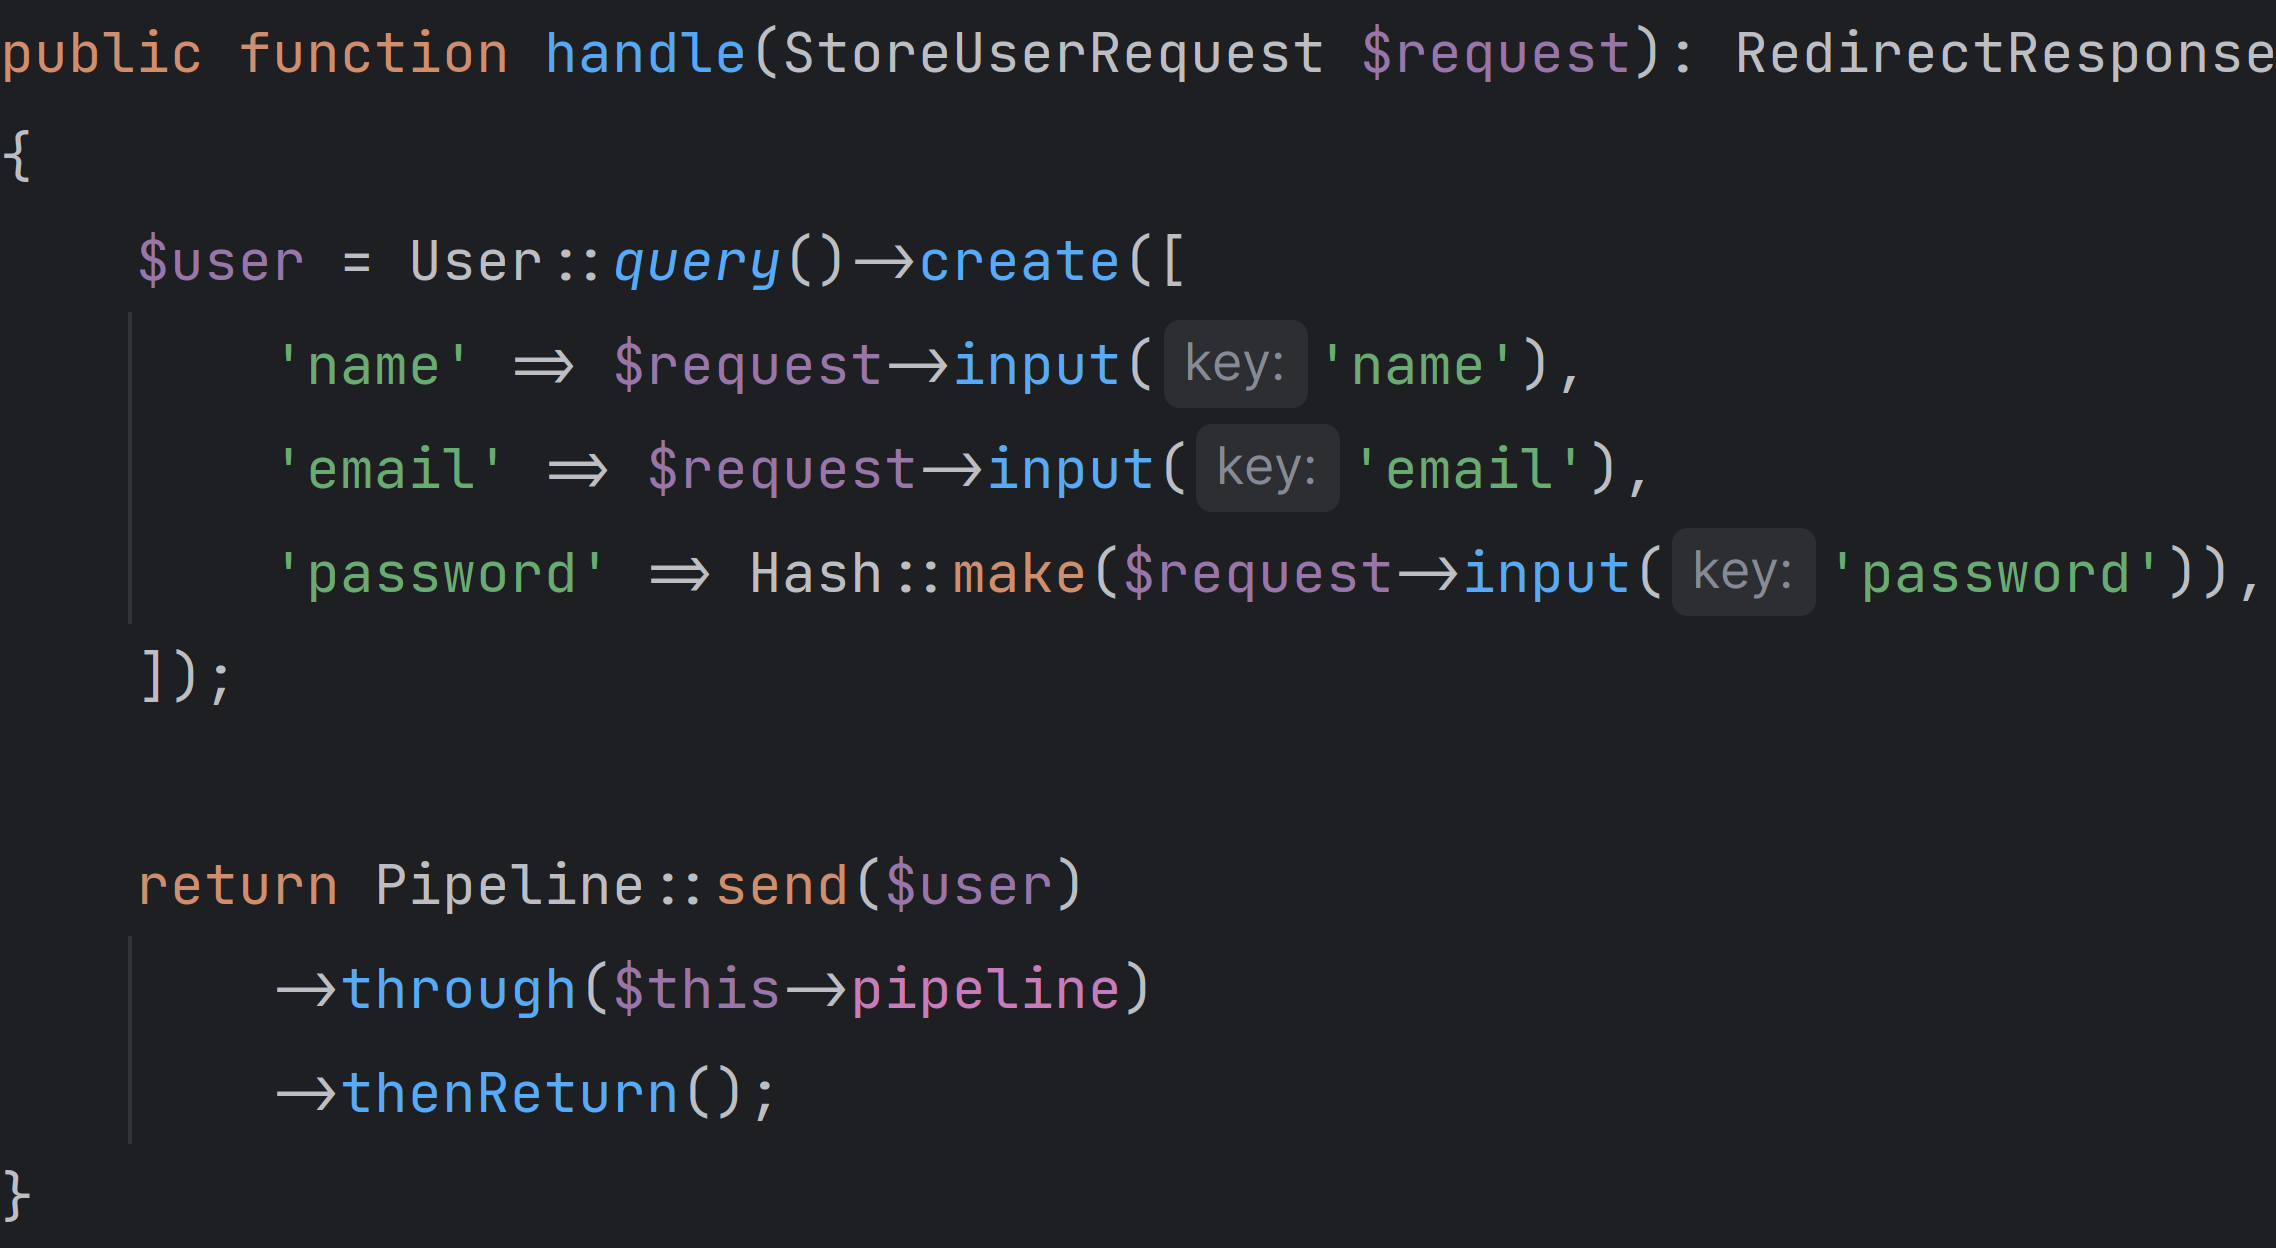 public function handle(StoreUserRequest $request): RedirectResponse
{
    $user = User::query()->create([
        'name' => $request->input( key: 'name'),
        'email' => $request->input( key: 'email'),
        'password' => Hash::make($request->input( key: 'password')),
    ]);
    return Pipeline::send($user)
        ->through($this->pipeline)
        ->thenReturn();
}